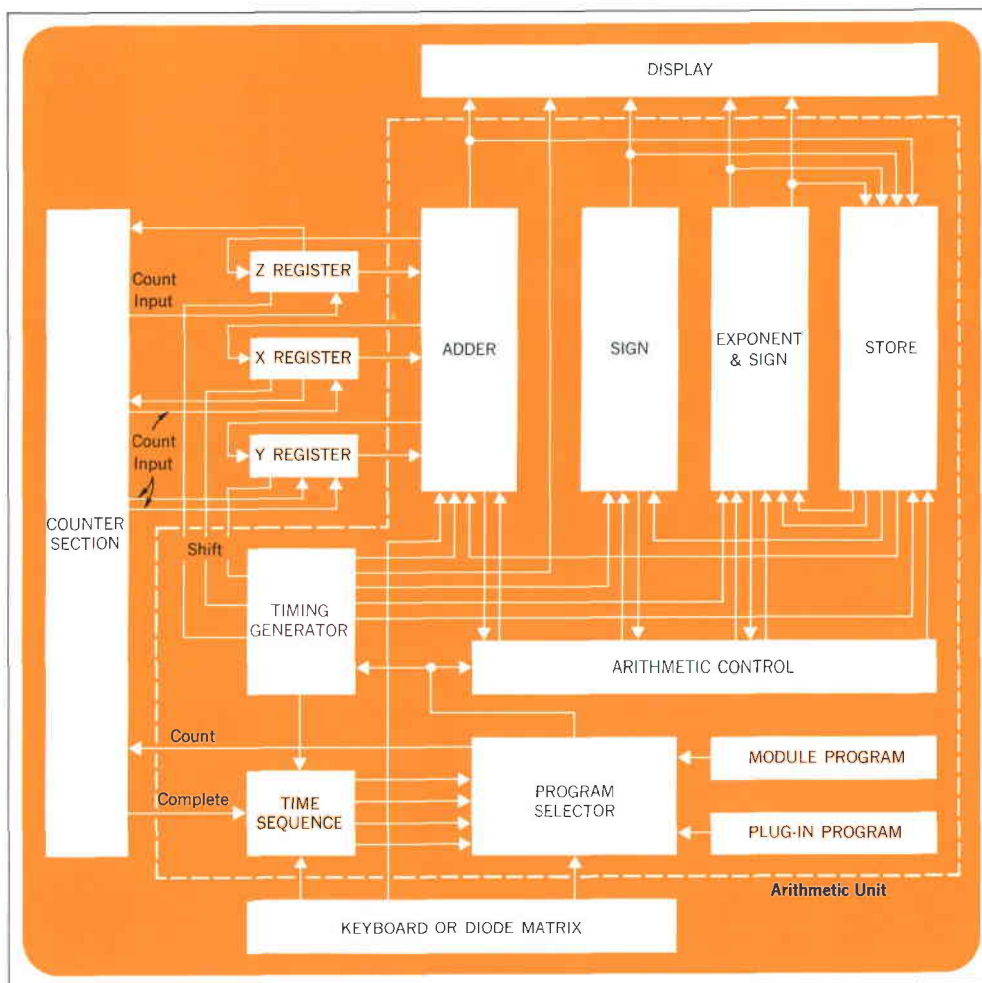 DISPLAY
Z REGISTER
Count
Input
X REGISTER
ADDER
SIGN
EXPONENT
& SIGN
STORE
Count
Input
Y REGISTER
COUNTER
SECTION
Shift
TIMING
GENERATOR
ARITHMETIC CONTROL
Count
MODULE PROGRAM
Complete
TIME
SEQUENCE
PROGRAM
SELECTOR
PLUG-IN PROGRAM
Arithmetic Unit
KEYBOARD OR DIODE MATRIX